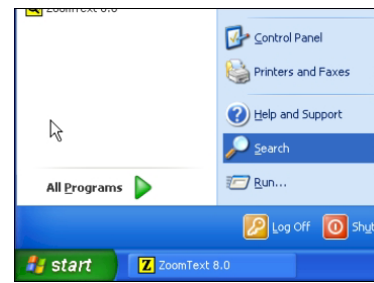 ZoomText 8.0
Control Panel
Printers and Faxes
Help and Support
Search
All Programs
Run...
Log Off
Shut
start
Z ZoomText 8.0